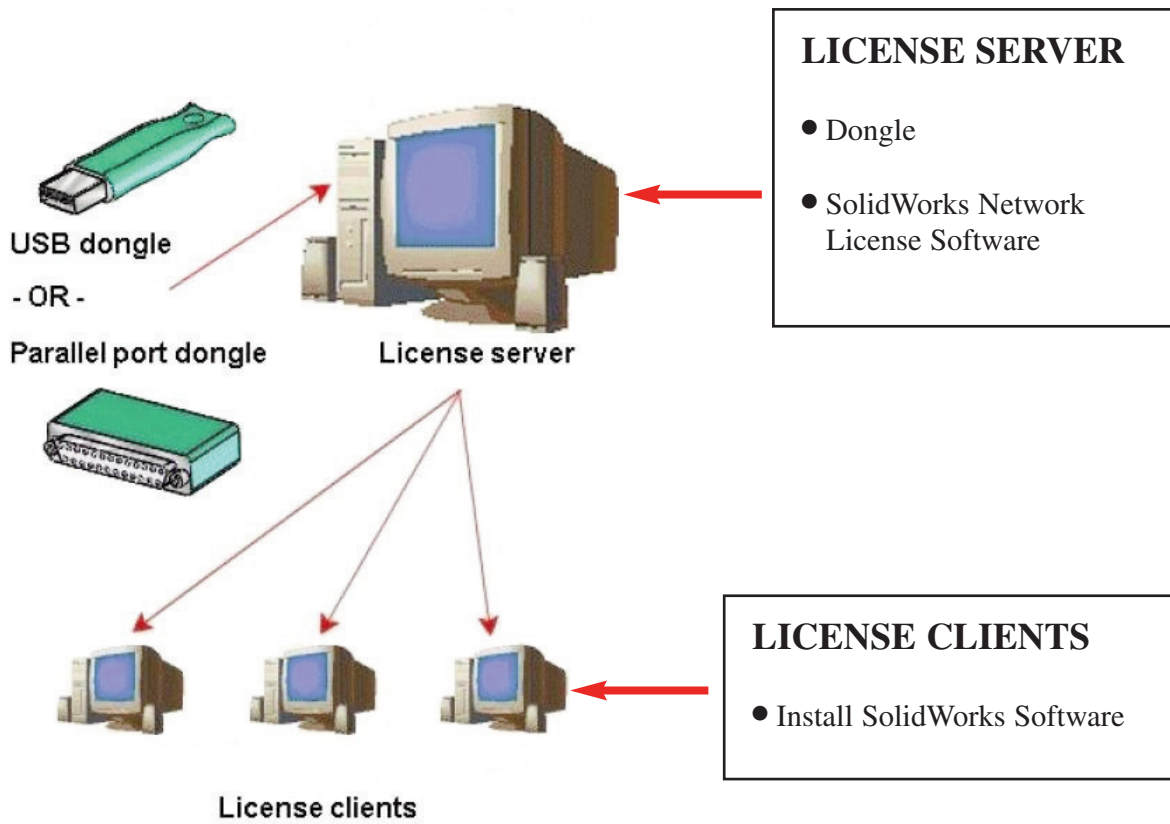 LICENSE SERVER
● Dongle
● SolidWorks Network
License Software
USB dongle
- OR -
Parallel port dongle
License server
LICENSE CLIENTS
● Install SolidWorks Software
License clients